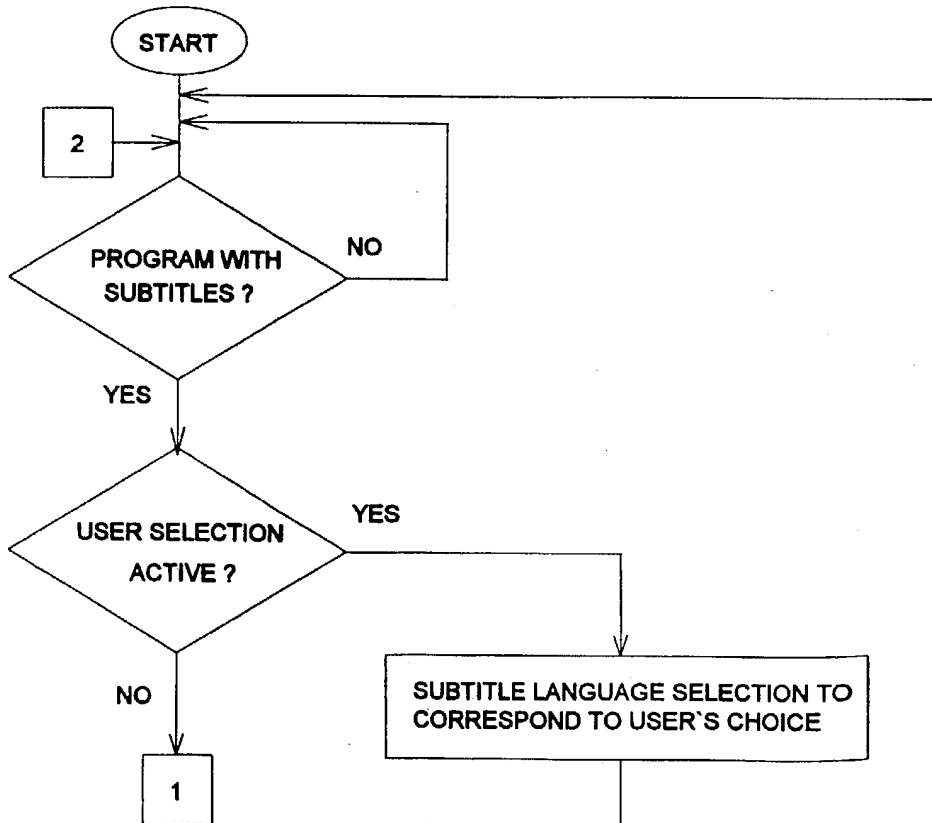 START
2
PROGRAM WITH
SUBTITLES ?
NO
YES
USER SELECTION
ACTIVE ?
YES
NO
SUBTITLE LANGUAGE SELECTION TO
CORRESPOND TO USER`S CHOICE
1